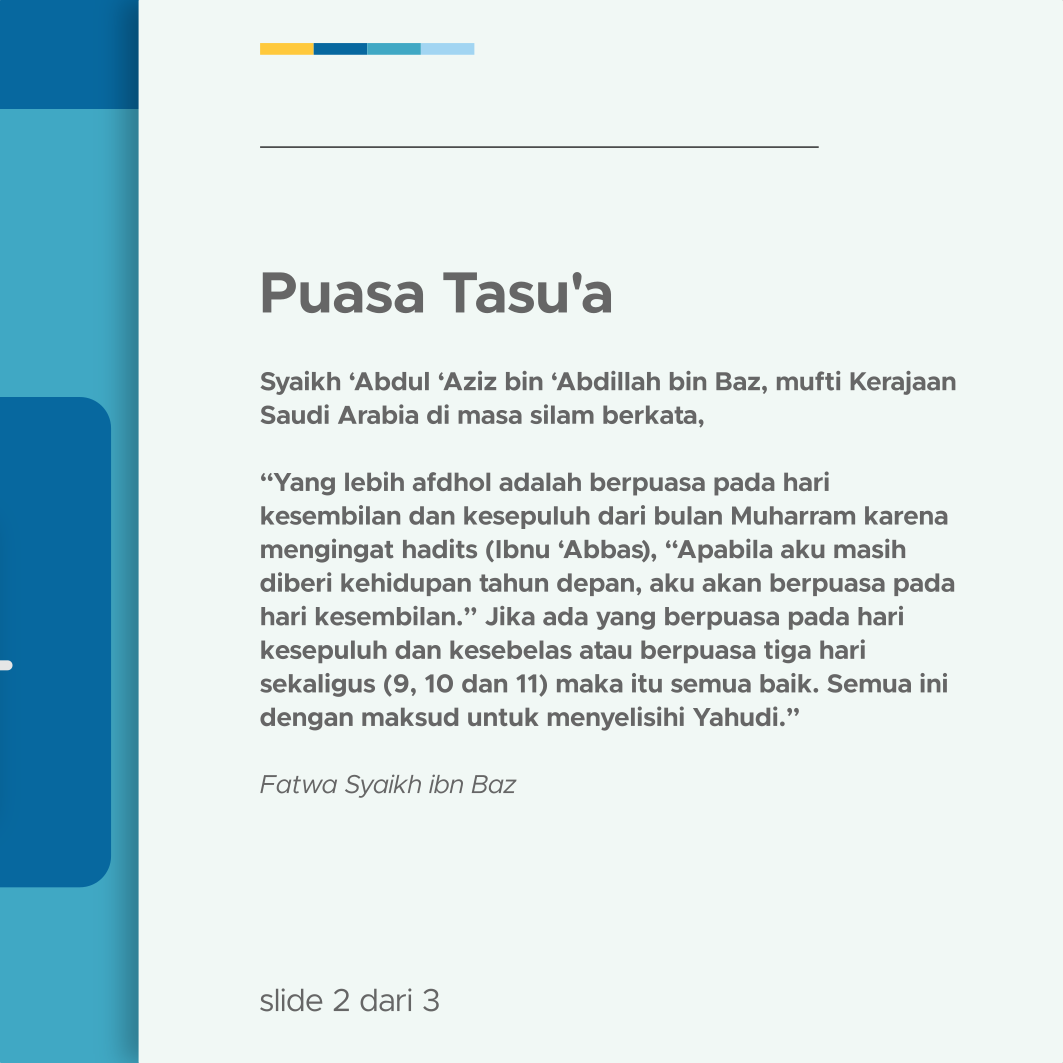 Puasa Tasu'a
Syaikh ‘Abdul ‘Aziz bin ‘Abdillah bin Baz, mufti Kerajaan
Saudi Arabia di masa silam berkata,
“Yang lebih afdhol adalah berpuasa pada hari
kesembilan dan kesepuluh dari bulan Muharram karena
mengingat hadits (Ibnu ‘Abbas), “Apabila aku masih
diberi kehidupan tahun depan, aku akan berpuasa pada
hari kesembilan.” Jika ada yang berpuasa pada hari
kesepuluh dan kesebelas atau berpuasa tiga hari
sekaligus (9, 10 dan 11) maka itu semua baik. Semua ini
dengan maksud untuk menyelisihi Yahudi.”
Fatwa Syaikh ibn Baz
slide 2 dari 3